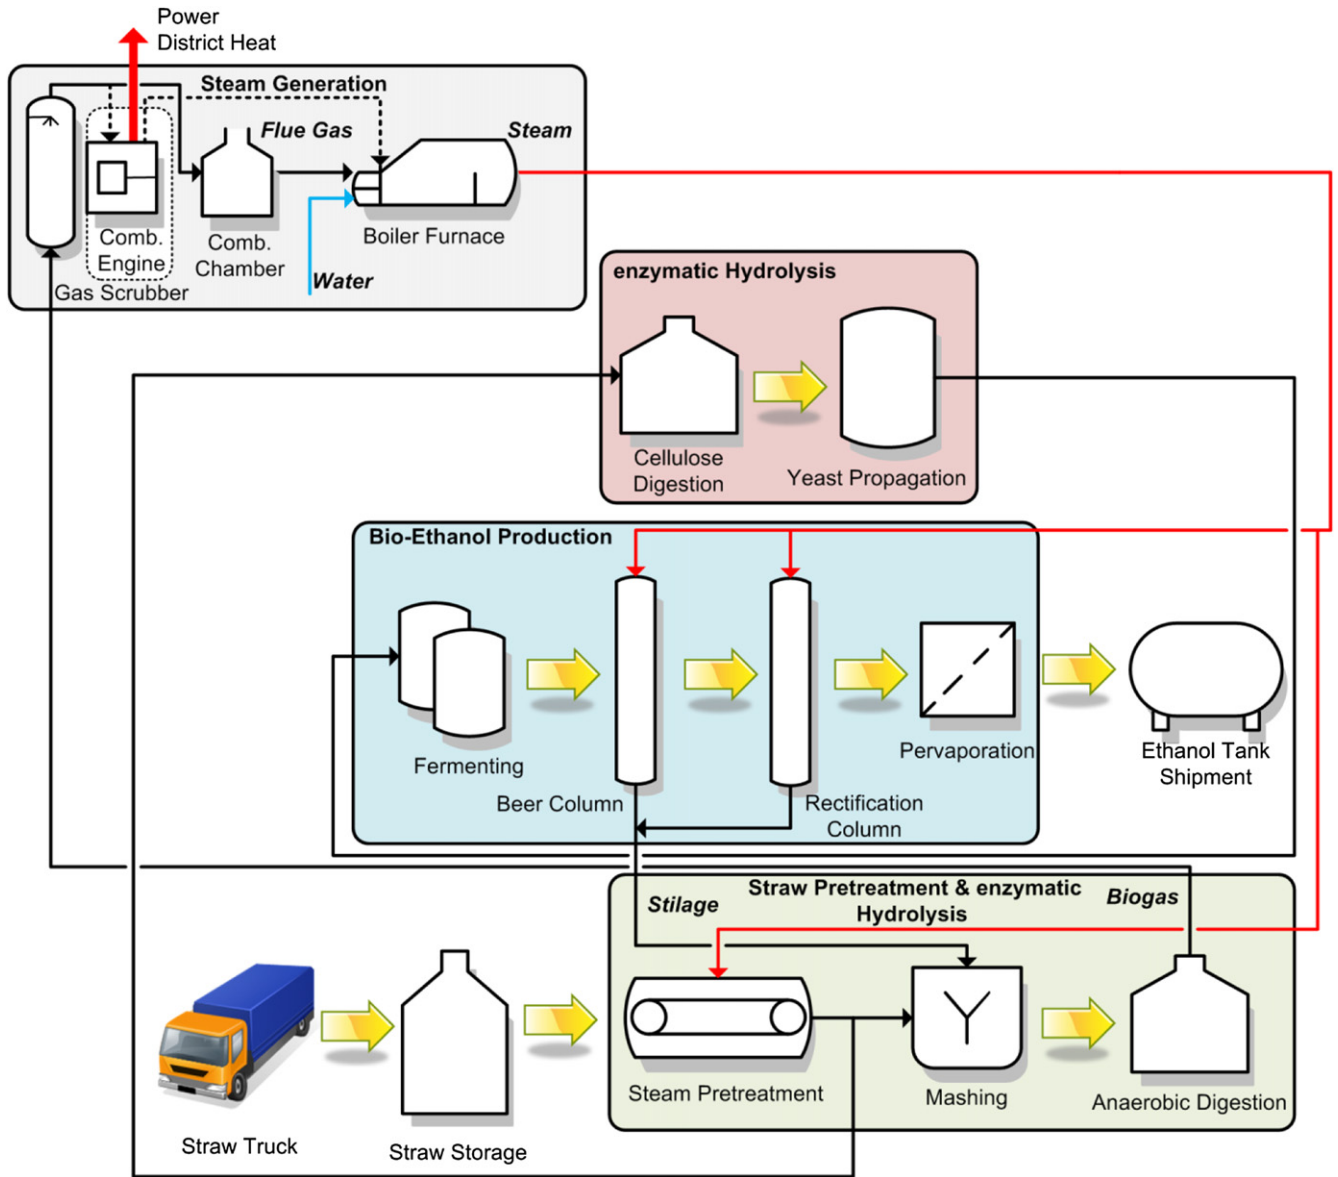 Power
District Heat
Steam Generation
Flue Gas
Steam
Comb.
Engine
Comb.
Chamber
Boiler Furnace
Gas Scrubber
Water
enzymatic Hydrolysis
Cellulose
Digestion
Yeast Propagation
Bio-Ethanol Production
Fermenting
Beer Column
Rectification
Column
Pervaporation
Ethanol Tank
Shipment
Straw Pretreatment & enzymatic
Hydrolysis
Stilage
Biogas
Steam Pretreatment
Mashing
Anaerobic Digestion
Straw Truck
Straw Storage